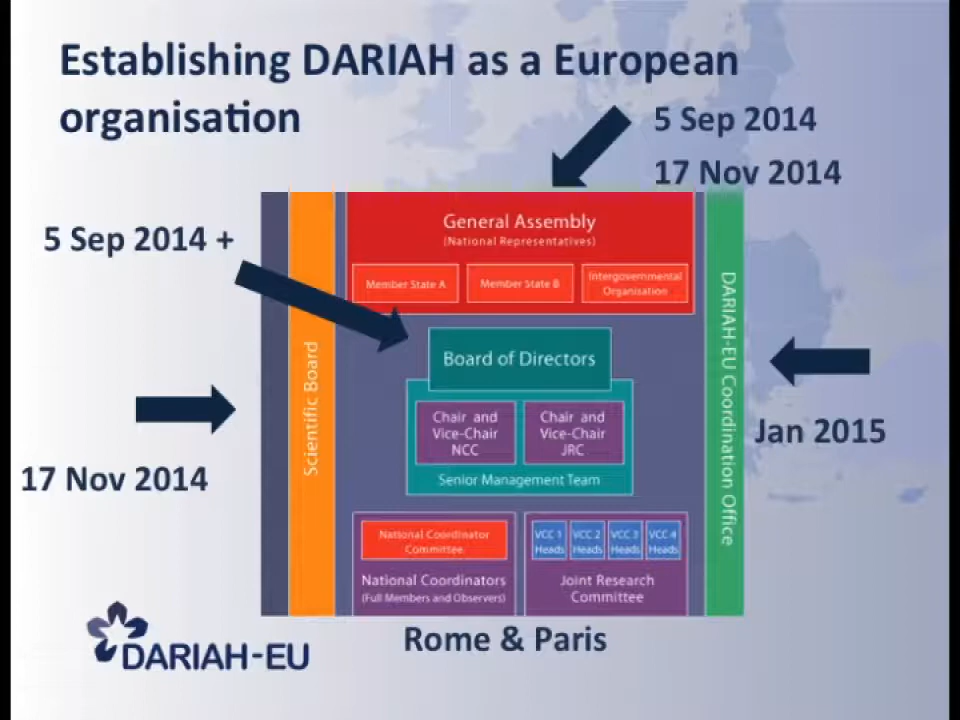 Establishing DARIAH as a European
organisation
5 Sep 2014
17 Nov 2014
5 Sep 2014 +
General Assembly
(National Representatives)
Member State A
Member State B
Intergovernmental
Organisation
Board of Directors
Chair and
Vice-Chair
NCC
Chair and
Vice-Chair
JRC
Senior Management Team
Scientific Board
DARIAH-EU Coordination Office
17 Nov 2014
Jan 2015
National Coordinator
Committee
National Coordinators
(Full Members and Observers)
VCC 1
Heads
VCC 2
Heads
VCC 3
Heads
VCC 4
Heads
Joint Research
Committee
Rome & Paris
DARIAH-EU